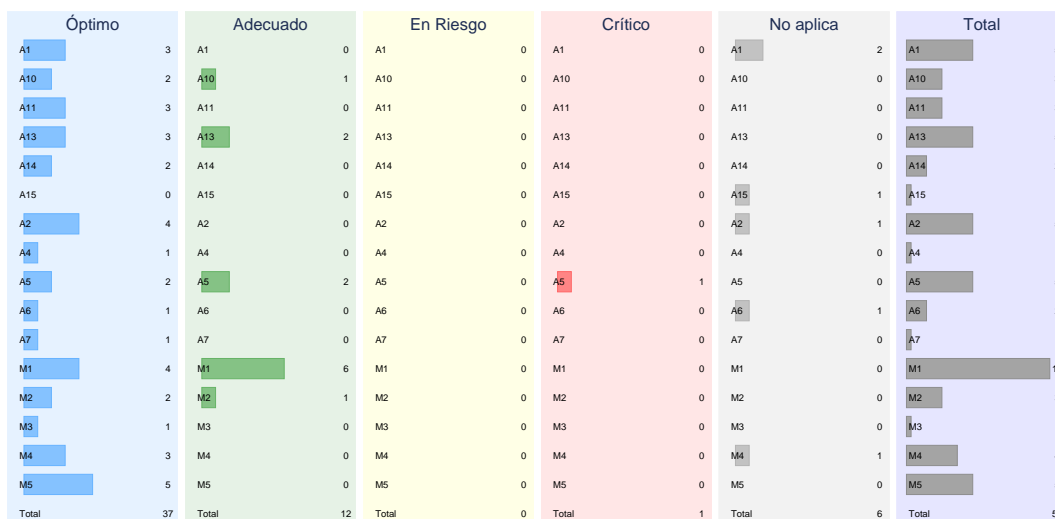 Óptimo Adecuado En Riesgo Crítico No aplica Total
A1 3 A1 0 A1 0 A1 0 A1 2 A1
A10 2 A10 1 A10 0 A10 0 A10 0 A10
A11 3 A11 0 A11 0 A11 0 A11 0 A11
A13 3 A13 2 A13 0 A13 0 A13 0 A13
A14 2 A14 0 A14 0 A14 0 A14 0 A14
A15 0 A15 0 A15 0 A15 0 A15 1 A15
A2 4 A2 0 A2 0 A2 0 A2 1 A2
A4 1 A4 0 A4 0 A4 0 A4 0 A4
A5 2 A5 2 A5 0 A5 1 A5 0 A5
A6 1 A6 0 A6 0 A6 0 A6 1 A6
A7 1 A7 0 A7 0 A7 0 A7 0 A7
M1 4 M1 6 M1 0 M1 0 M1 0 M1
M2 2 M2 1 M2 0 M2 0 M2 0 M2
M3 1 M3 0 M3 0 M3 0 M3 0 M3
M4 3 M4 0 M4 0 M4 0 M4 1 M4
M5 5 M5 0 M5 0 M5 0 M5 0 M5
Total 37 Total 12 Total 0 Total 1 Total 6 Total